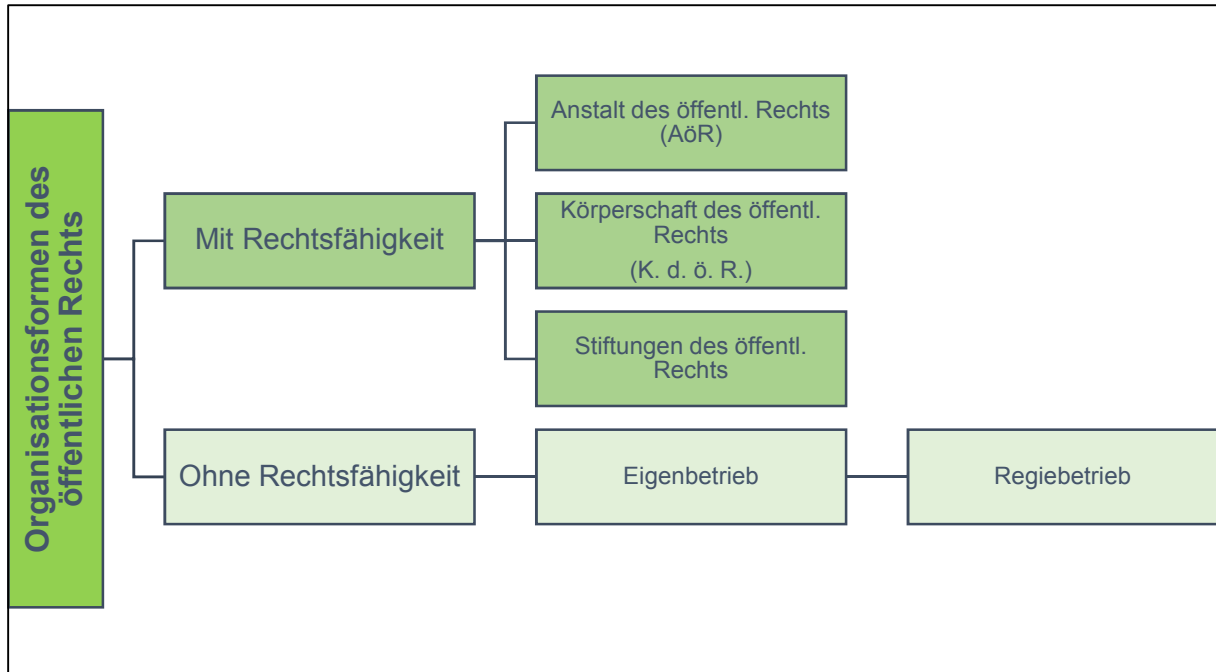 Organisationsformen des
öffentlichen Rechts
Mit Rechtsfähigkeit
Anstalt des öffentl. Rechts
(AöR)
Körperschaft des öffentl.
Rechts
(K. d. ö. R.)
Stiftungen des öffentl.
Rechts
Ohne Rechtsfähigkeit
Eigenbetrieb
Regiebetrieb